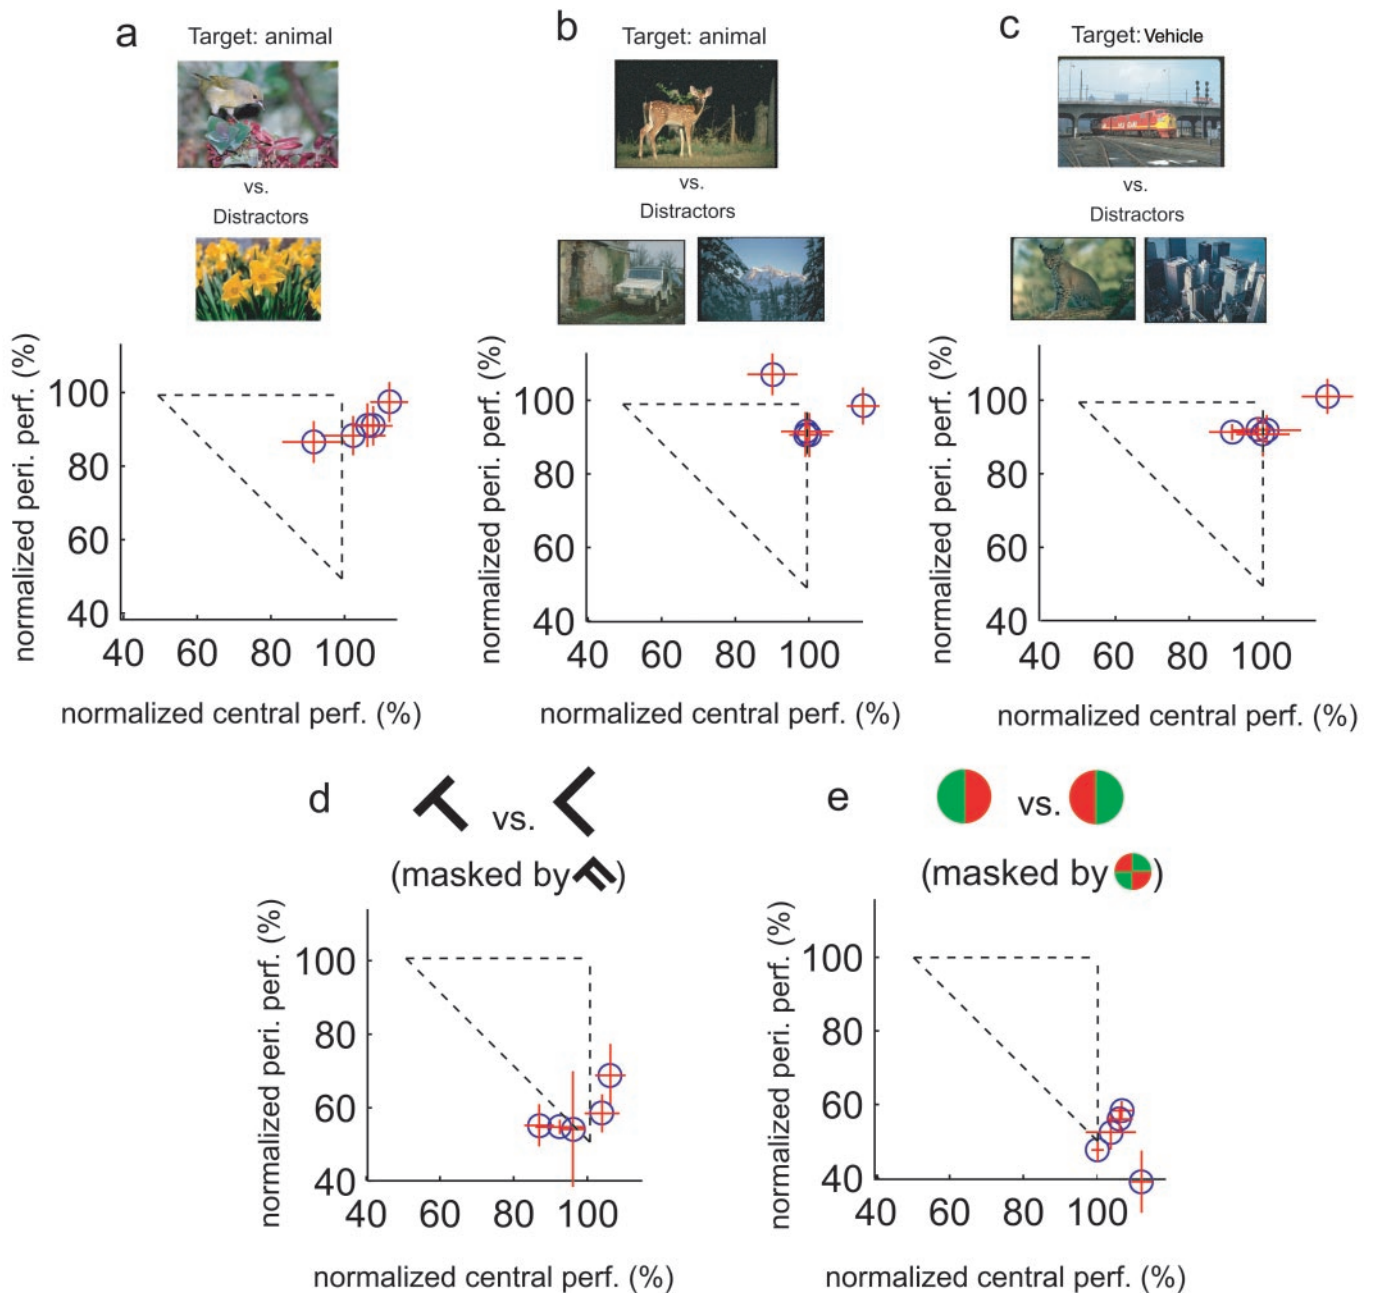 a
Target: animal
vs.
Distractors
normalized peri. perf. (%)
100
80
60
40
40 60 80 100
normalized central perf. (%)
b
Target: animal
vs.
Distractors
normalized peri. perf. (%)
100
80
60
40
40 60 80 100
normalized central perf. (%)
c
Target: Vehicle
vs.
Distractors
normalized peri. perf. (%)
100
80
60
40
40 60 80 100
normalized central perf. (%)
d
T vs. L
(masked by F)
normalized peri. perf. (%)
100
80
60
40
40 60 80 100
normalized central perf. (%)
e
vs.
(masked by )
normalized peri. perf. (%)
100
80
60
40
40 60 80 100
normalized central perf. (%)